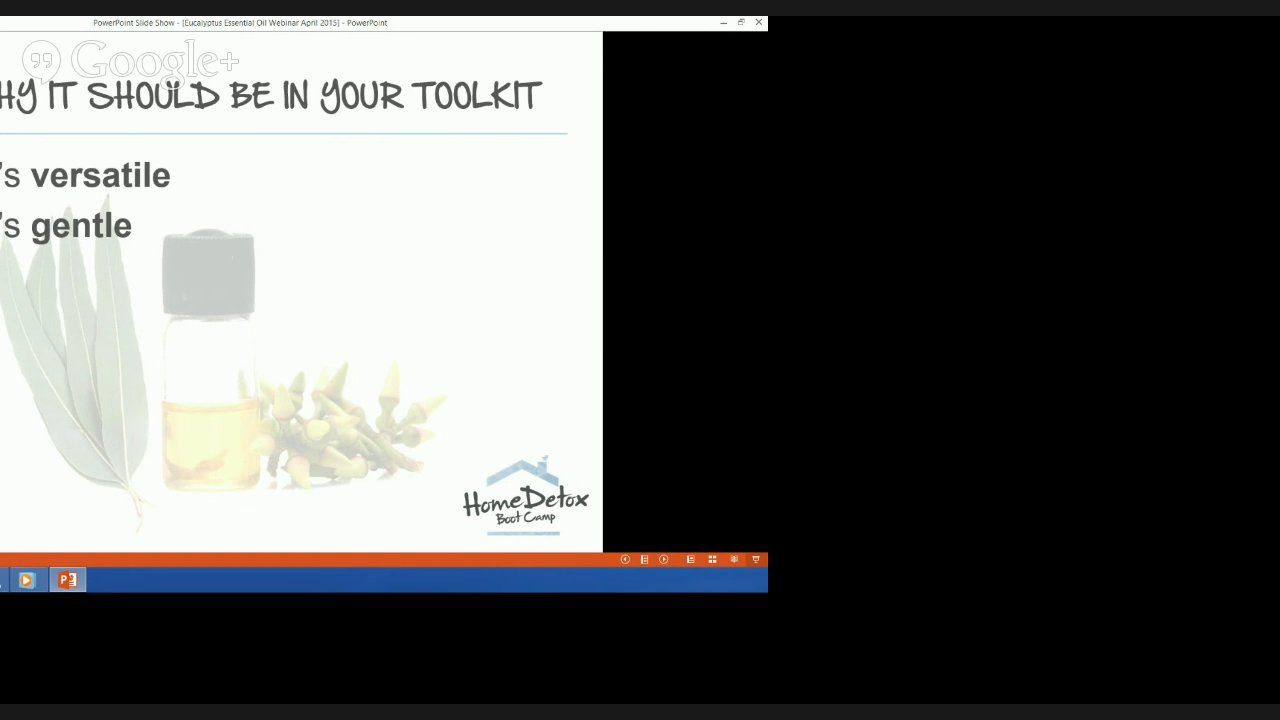 PowerPoint Slide Show - [Eucalyptus Essential Oil Webinar April 2015] - PowerPoint
Google+
HY IT SHOULD BE IN YOUR TOOLKIT
's versatile
's gentle
HomeDetox
Boot Camp
P